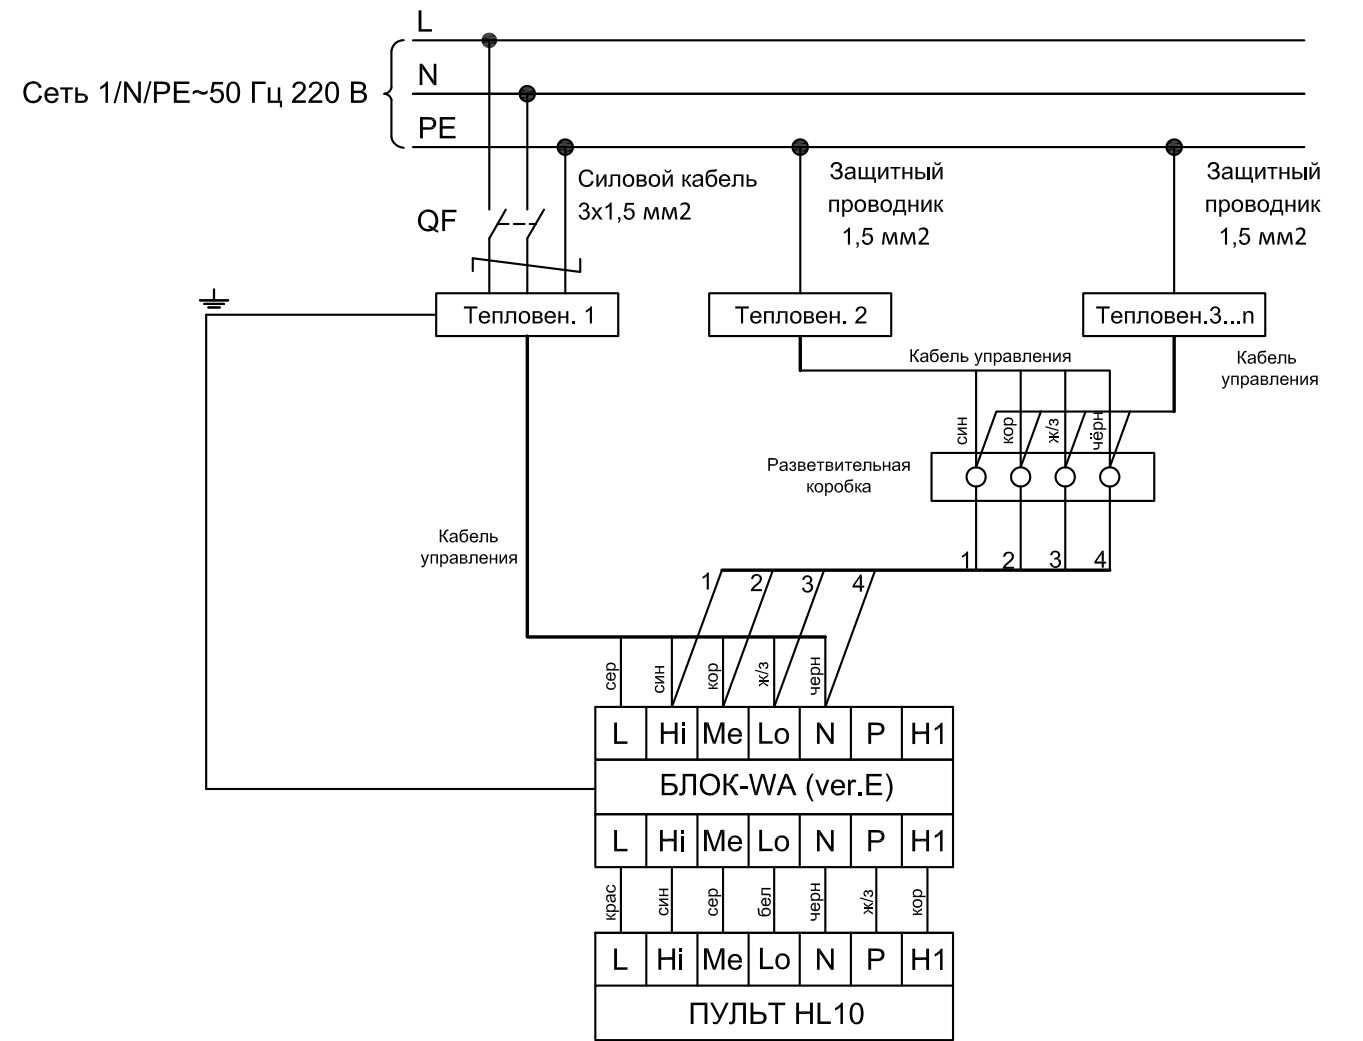 L
Сеть 1/N/PE~50 Гц 220 В
N
PE
Силовой кабель
3x1,5 мм2
Защитный
проводник
1,5 мм2
Защитный
проводник
1,5 мм2
QF
Тепловен. 1
Тепловен. 2
Тепловен.3...n
Кабель управления
Кабель
управления
син
кор
ж/з
чёрн
Разветвительная
коробка
Кабель
управления
1 2 3 4
1 2 3 4
сер
син
кор
ж/з
черн
L Hi Me Lo N P H1
БЛОК-WA (ver.E)
L Hi Me Lo N P H1
крас
син
сер
бел
черн
ж/з
кор
L Hi Me Lo N P H1
ПУЛЬТ HL10